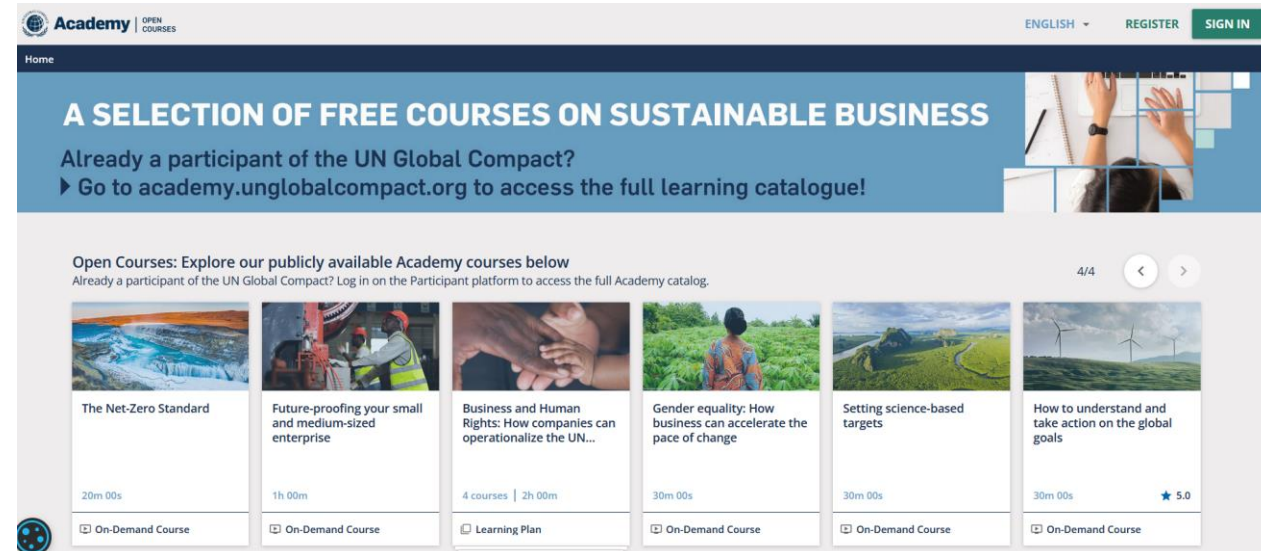 Academy | OPEN COURSES
ENGLISH
REGISTER
SIGN IN
Home
A SELECTION OF FREE COURSES ON SUSTAINABLE BUSINESS
Already a participant of the UN Global Compact?
Go to academy.unglobalcompact.org to access the full learning catalogue!
Open Courses: Explore our publicly available Academy courses below
Already a participant of the UN Global Compact? Log in on the Participant platform to access the full Academy catalog.
4/4
The Net-Zero Standard
20m 00s
On-Demand Course
Future-proofing your small
and medium-sized
enterprise
1h 00m
On-Demand Course
Business and Human
Rights: How companies can
operationalize the UN...
4 courses | 2h 00m
Learning Plan
Gender equality: How
business can accelerate the
pace of change
30m 00s
On-Demand Course
Setting science-based
targets
30m 00s
On-Demand Course
How to understand and
take action on the global
goals
30m 00s
5.0
On-Demand Course